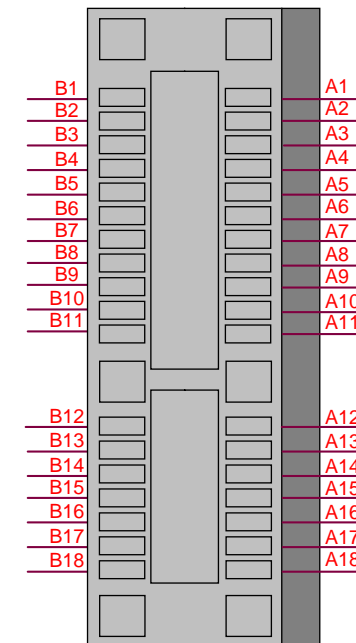 B1 A1
B2 A2
B3 A3
B4 A4
B5 A5
B6 A6
B7 A7
B8 A8
B9 A9
B10 A10
B11 A11
B12 A12
B13 A13
B14 A14
B15 A15
B16 A16
B17 A17
B18 A18